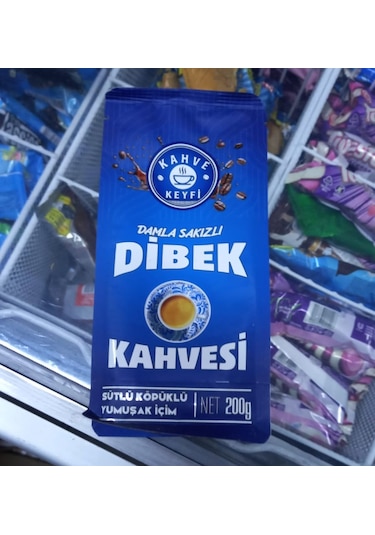 KAHVE
KEYFİ
DAMLA SAKIZLI
DİBEK
KAHVESİ
SÜTLÜ KÖPÜKLÜ
YUMUŞAK İÇİM
NET 200g